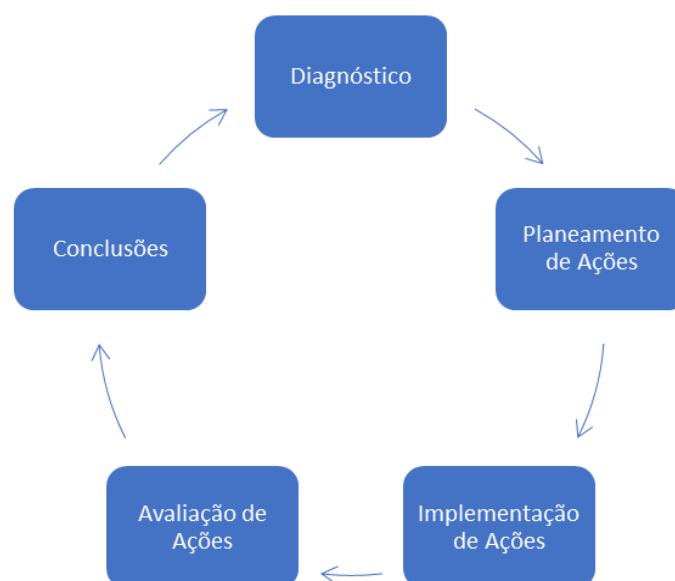 Diagnóstico
Planeamento
de Ações
Implementação
de Ações
Avaliação de
Ações
Conclusões